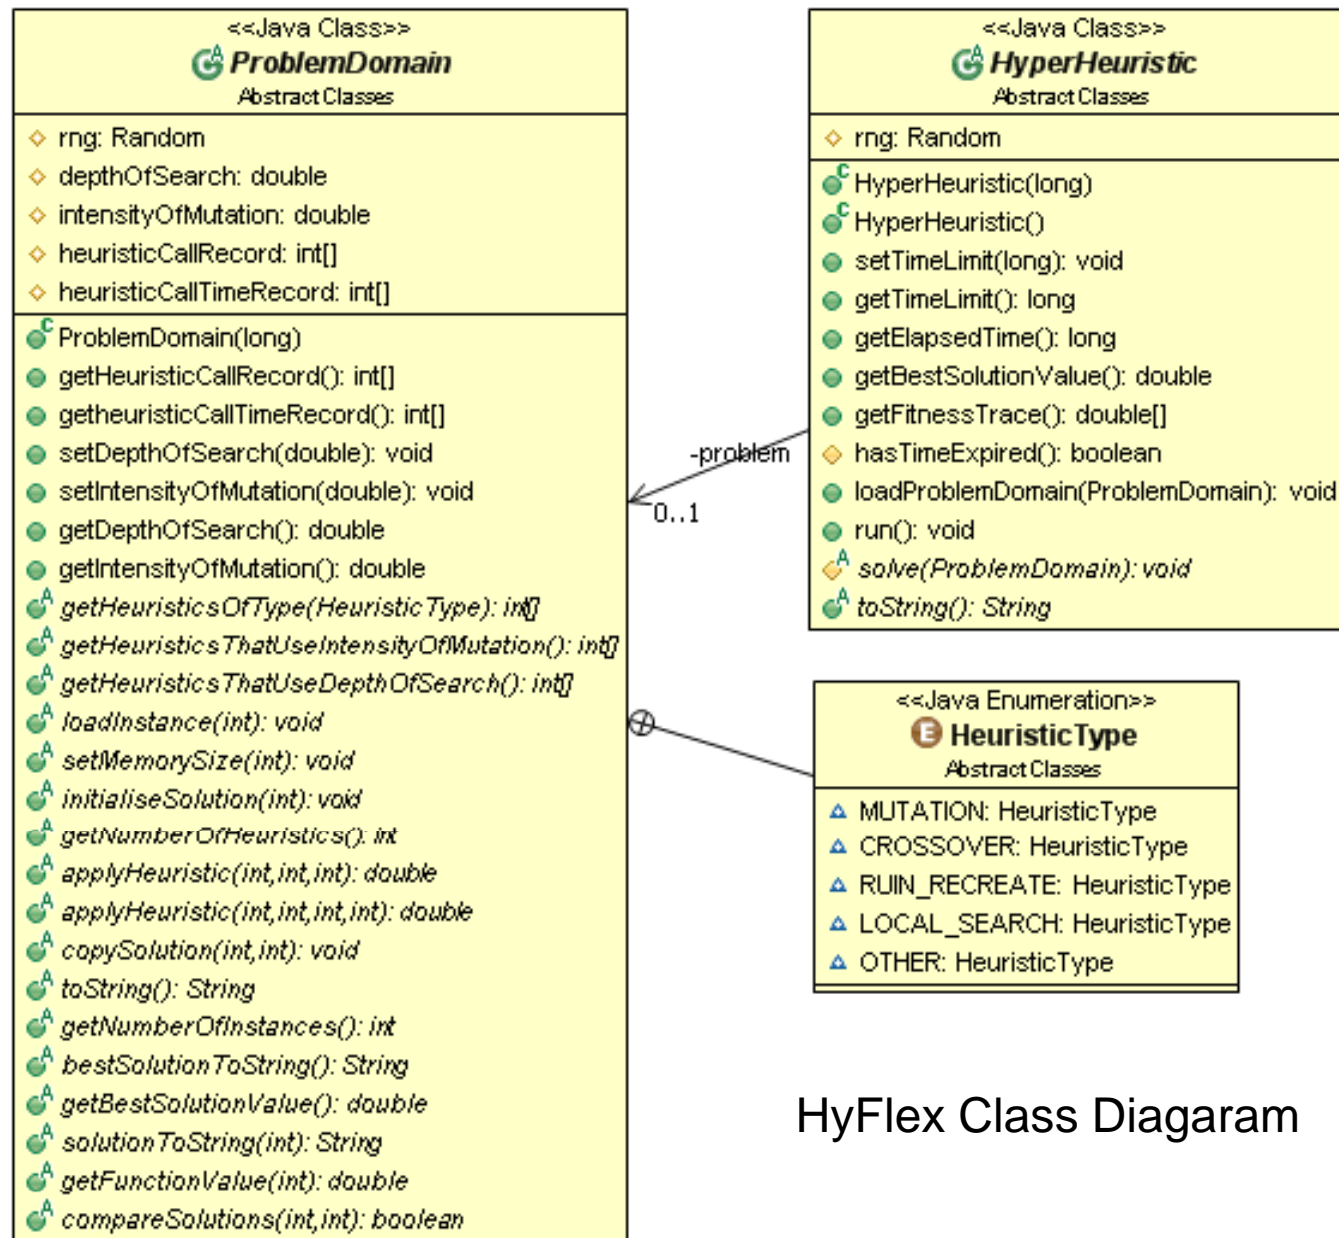 <<Java Class>>
ProblemDomain
AbstractClasses
rng: Random
depthOfSearch: double
intensityOfMutation: double
heuristicCallRecord: int[]
heuristicCallTimeRecord: int[]
ProblemDomain(long)
getHeuristicCallRecord(): int[]
getheuristicCallTimeRecord(): int[]
setDepthOfSearch(double): void
setIntensityOfMutation(double): void
getDepthOfSearch(): double
getIntensityOfMutation(): double
getHeuristicsOfType(HeuristicType): int[]
getHeuristicsThatUseIntensityOfMutation(): int[]
getHeuristicsThatUseDepthOfSearch(): int[]
loadInstance(int): void
setMemorySize(int): void
initialiseSolution(int): void
getNumberOfHeuristics(): int
applyHeuristic(int,int,int): double
applyHeuristic(int,int,int,int): double
copySolution(int,int): void
toString(): String
getNumberOfInstances(): int
bestSolutionToString(): String
getBestSolutionValue(): double
solutionToString(int): String
getFunctionValue(int): double
compareSolutions(int,int): boolean
-problem
0..1
<<Java Class>>
HyperHeuristic
AbstractClasses
rng: Random
HyperHeuristic(long)
HyperHeuristic()
setTimeLimit(long): void
getTimeLimit(): long
getElapsedTime(): long
getBestSolutionValue(): double
getFitnessTrace(): double[]
hasTimeExpired(): boolean
loadProblemDomain(ProblemDomain): void
run(): void
solve(ProblemDomain): void
toString(): String
<<Java Enumeration>>
HeuristicType
AbstractClasses
MUTATION: HeuristicType
CROSSOVER: HeuristicType
RUIN_RECREATE: HeuristicType
LOCAL_SEARCH: HeuristicType
OTHER: HeuristicType
HyFlex Class Diagaram